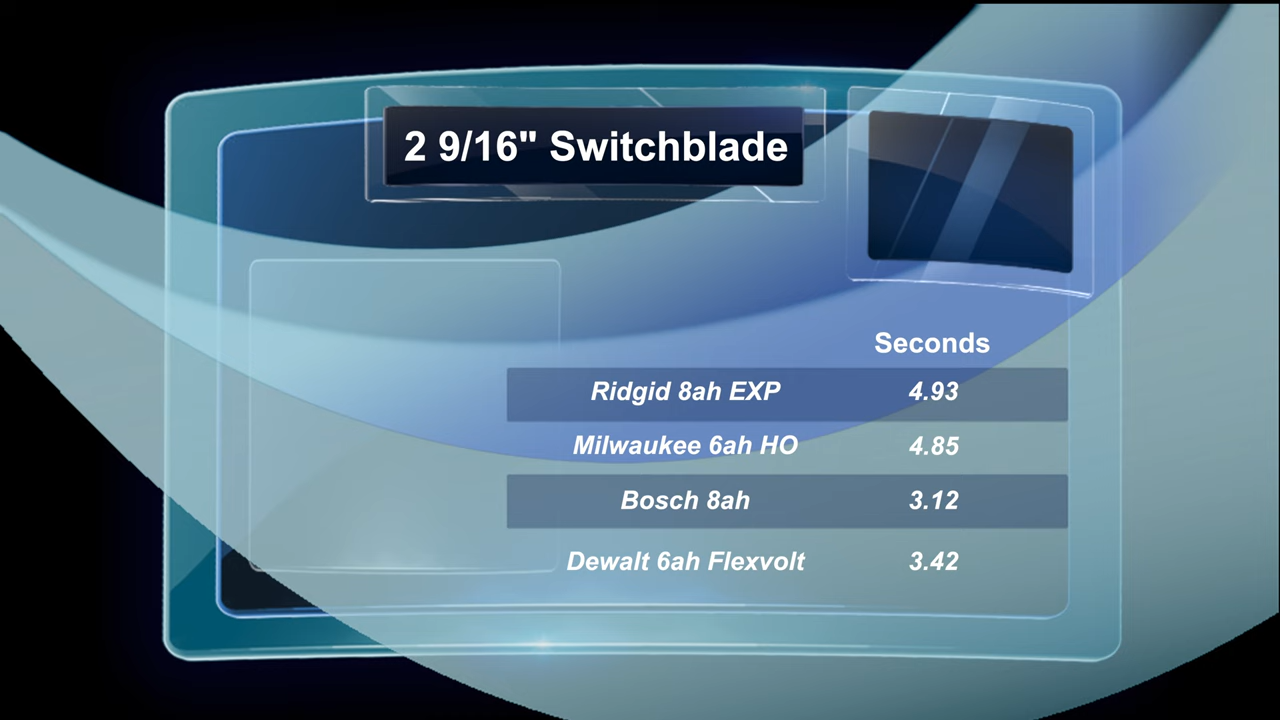 2 9/16" Switchblade
Seconds
Ridgid 8ah EXP 4.93
Milwaukee 6ah HO 4.85
Bosch 8ah 3.12
Dewalt 6ah Flexvolt 3.42